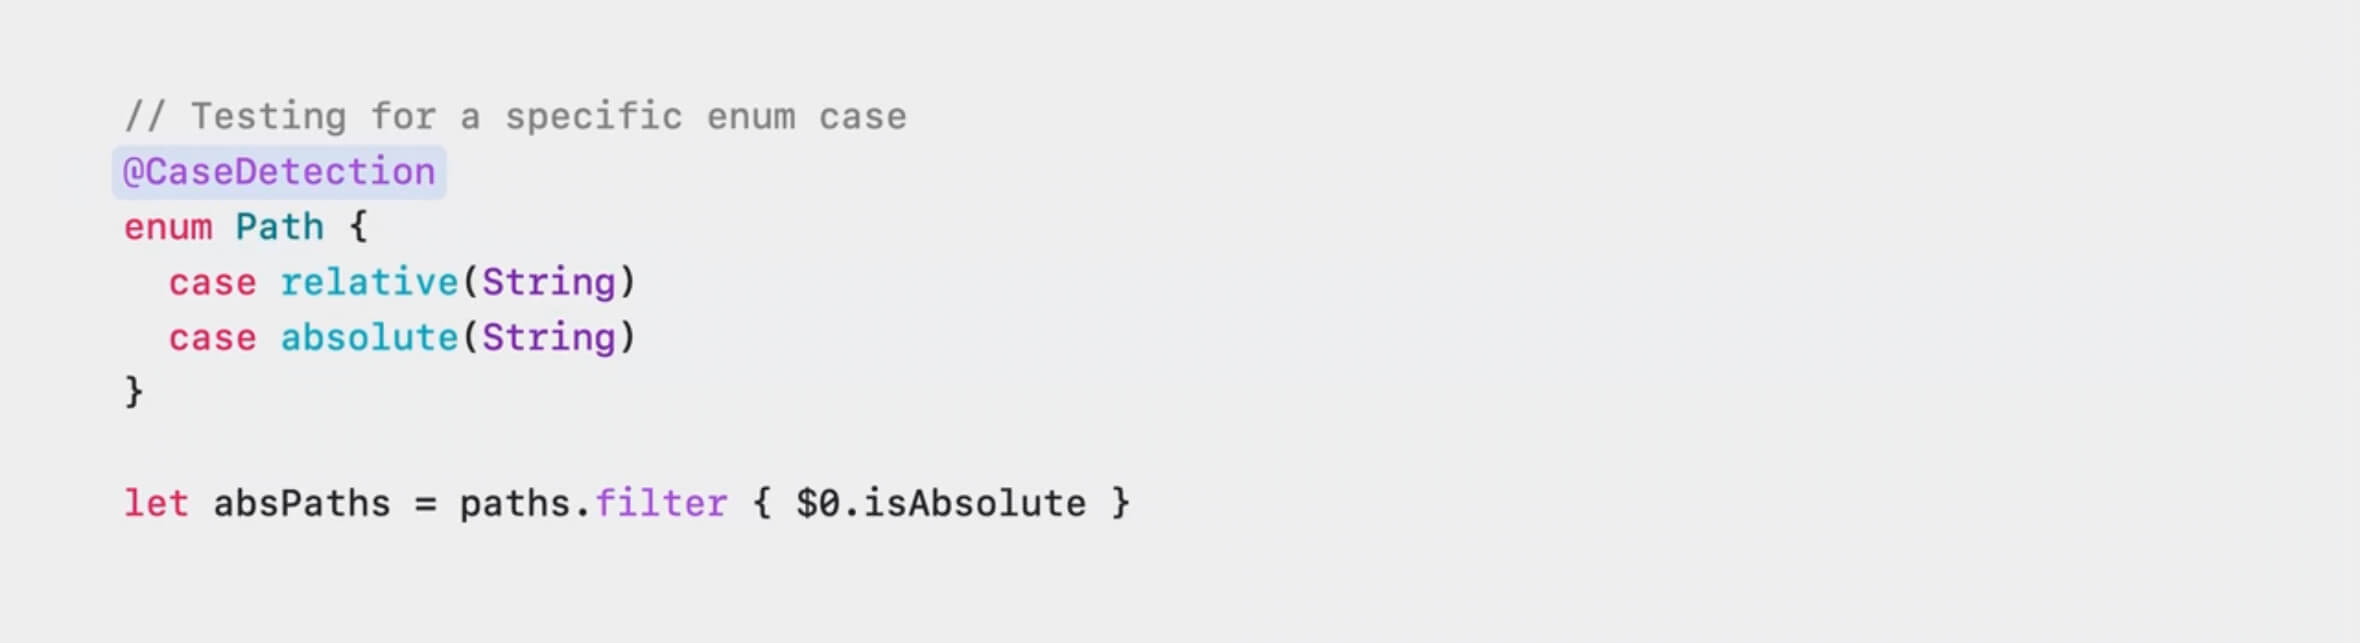 // Testing for a specific enum case
@CaseDetection
enum Path {
  case relative(String)
  case absolute(String)
}
let absPaths = paths.filter { $0.isAbsolute }